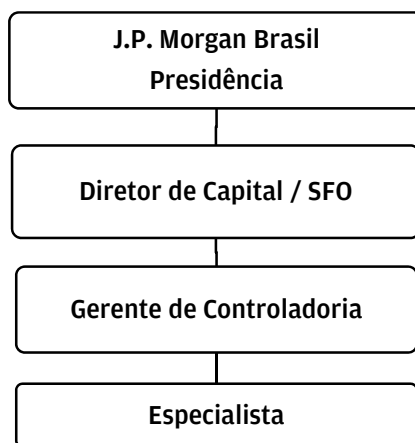 J.P. Morgan Brasil
Presidência
Diretor de Capital / SFO
Gerente de Controladoria
Especialista